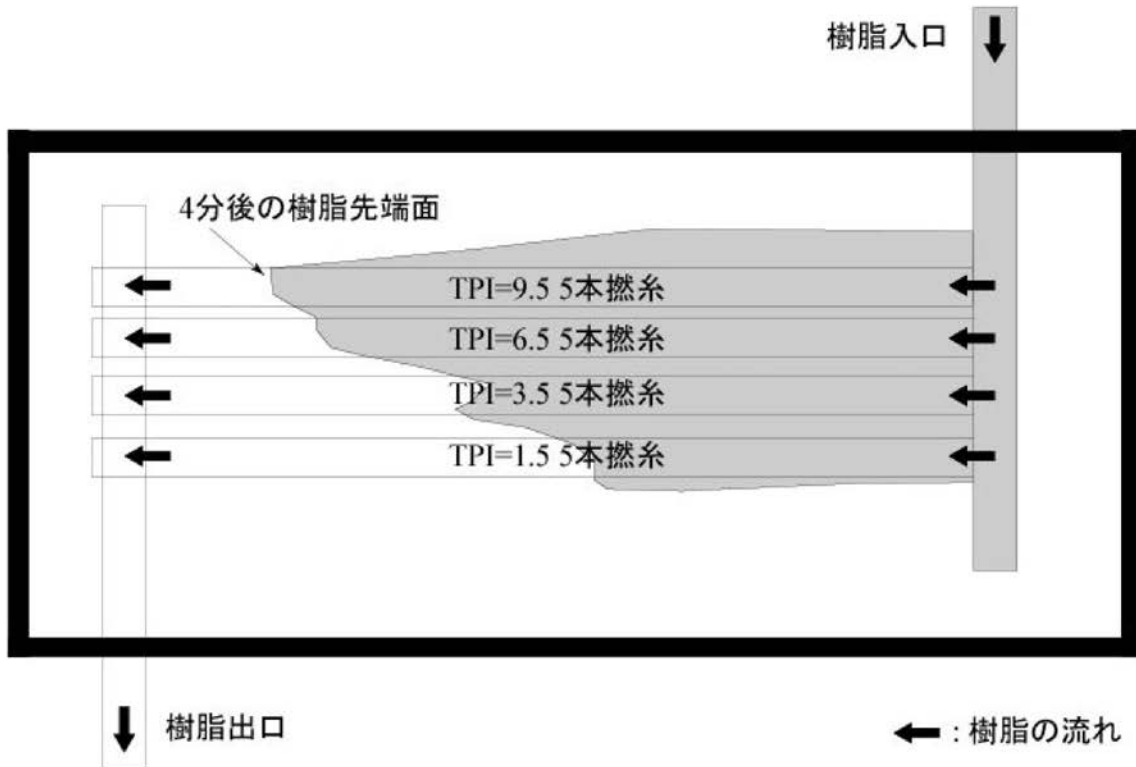 樹脂入口
4分後の樹脂先端面
TPI=9.5 5本撚糸
TPI=6.5 5本撚糸
TPI=3.5 5本撚糸
TPI=1.5 5本撚糸
樹脂出口
: 樹脂の流れ